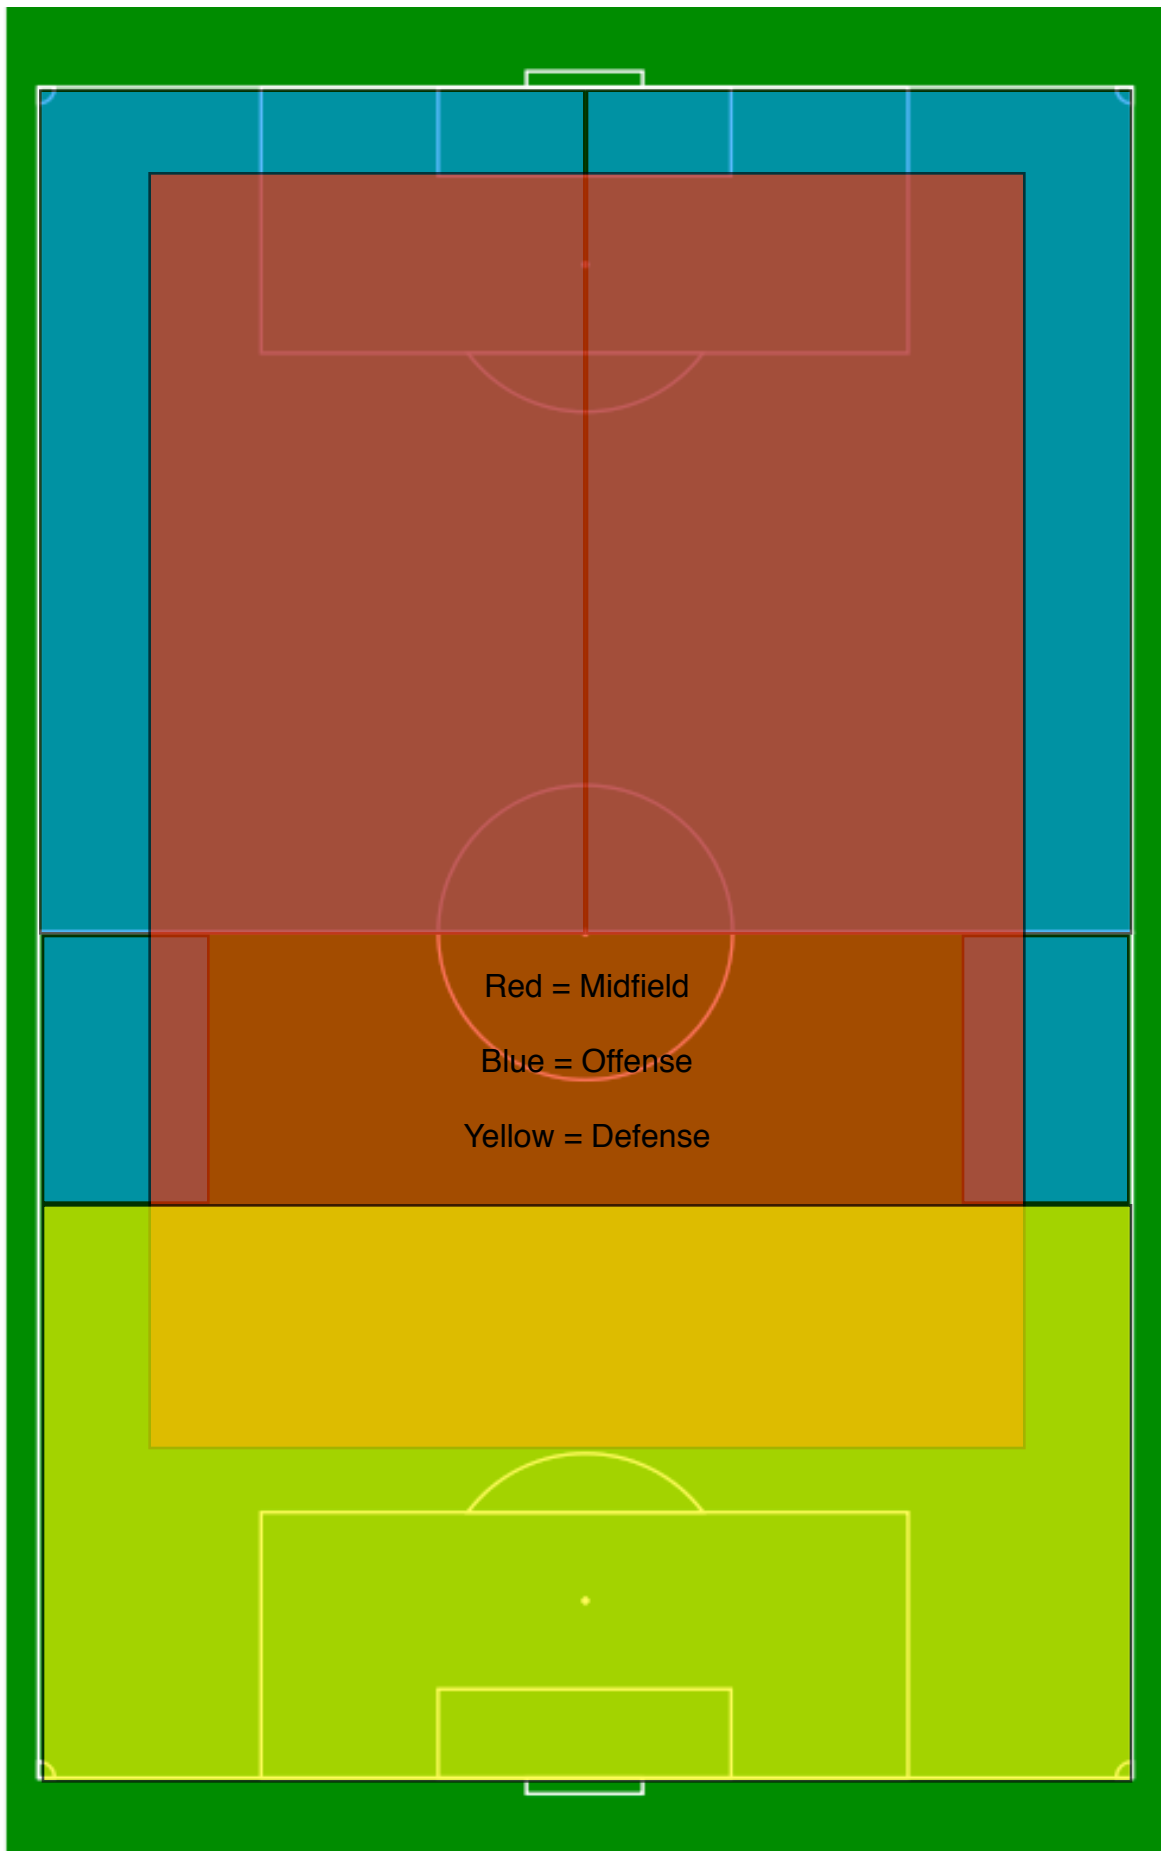 Red = Midfield
Blue = Offense
Yellow = Defense